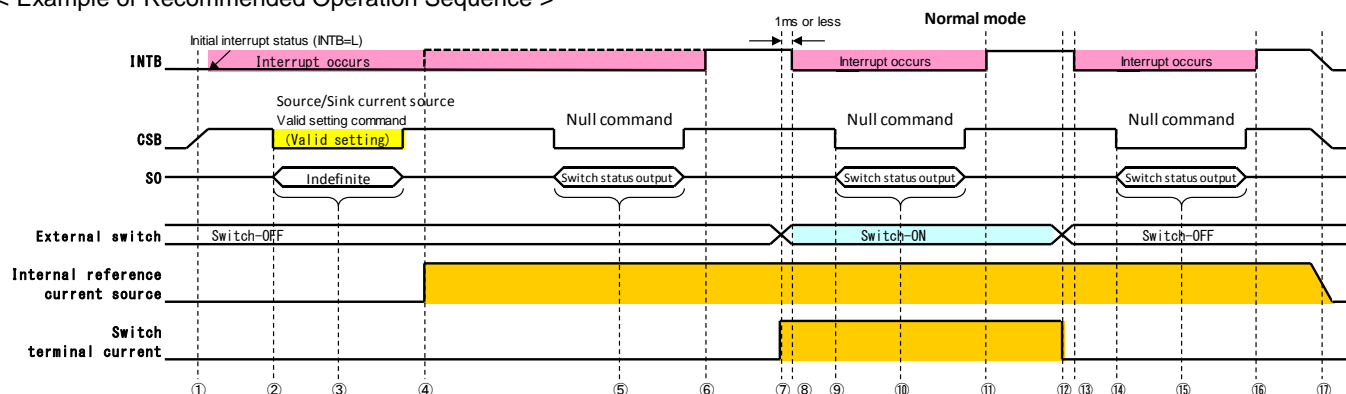 < Example of Recommended Operation Sequence >
1ms or less
Normal mode
Initial interrupt status (INTB=L)
INTB
Interrupt occurs
Interrupt occurs
Interrupt occurs
Source/Sink current source
Valid setting command
(Valid setting)
Null command
Null command
Null command
CSB
SO
Indefinite
Switch status output
Switch status output
Switch status output
External switch
Switch-OFF
Switch-ON
Switch-OFF
Internal reference
current source
Switch
terminal current
① ② ③ ④ ⑤ ⑥ ⑦ ⑧ ⑨ ⑩ ⑪ ⑫ ⑬ ⑭ ⑮ ⑯ ⑰